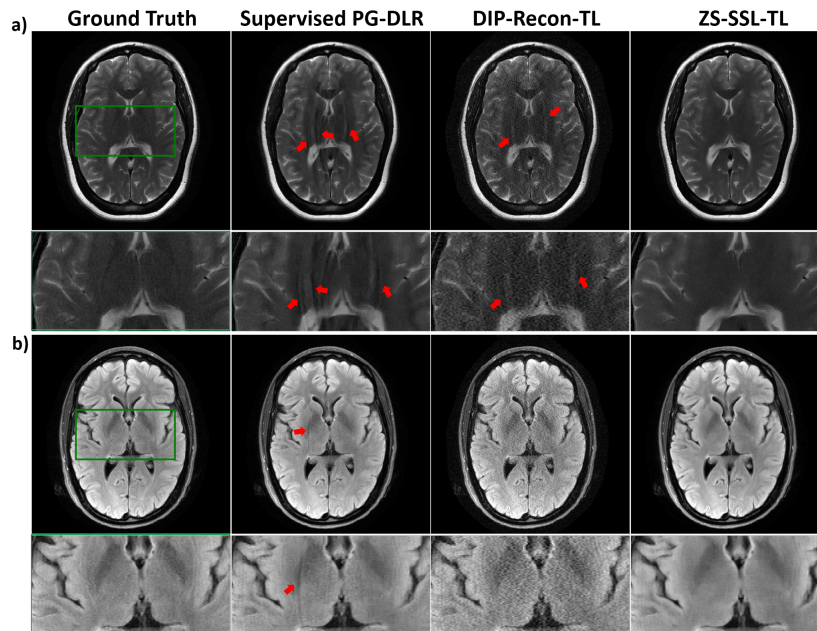 Ground Truth Supervised PG-DLR DIP-Recon-TL ZS-SSL-TL
a)
b)